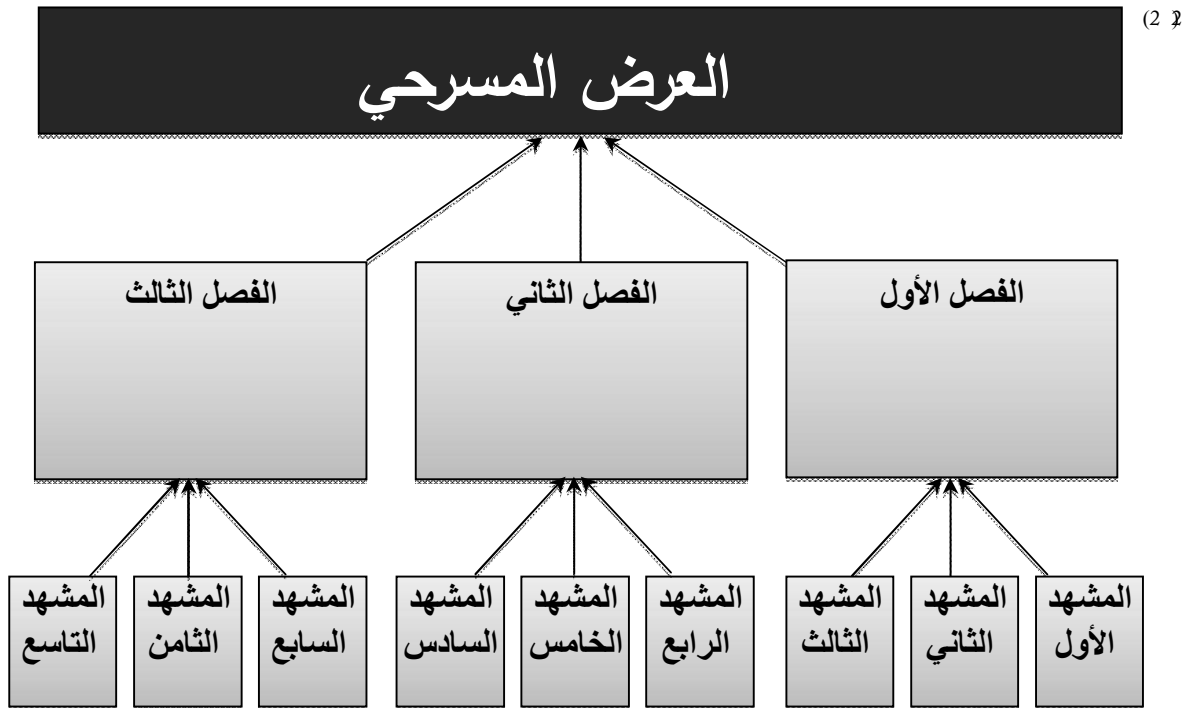 العرض المسرحي
الفصل الأول
الفصل الثاني
الفصل الثالث
المشهد
الأول
المشهد
الثاني
المشهد
الثالث
المشهد
الرابع
المشهد
الخامس
المشهد
السادس
المشهد
السابع
المشهد
الثامن
المشهد
التاسع